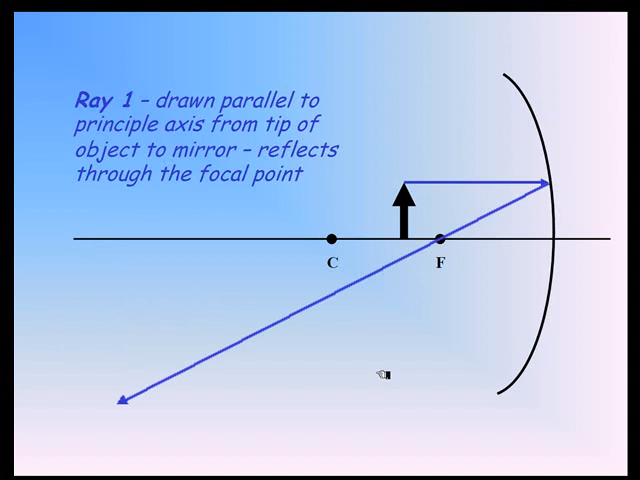 Ray 1 – drawn parallel to
principle axis from tip of
object to mirror – reflects
through the focal point
C F